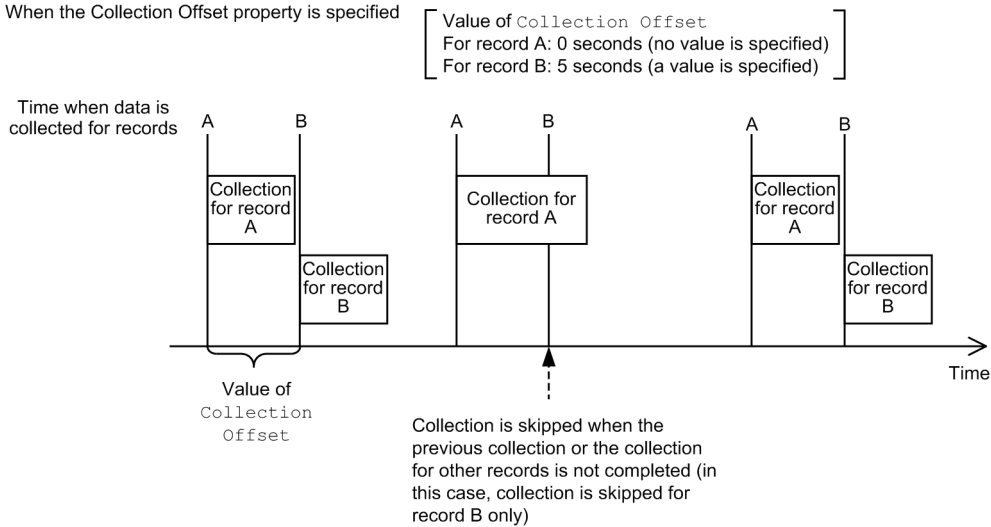 When the Collection Offset property is specified
Value of Collection Offset
For record A: 0 seconds (no value is specified)
For record B: 5 seconds (a value is specified)
Time when data is
collected for records
A
B
A
B
A
B
Collection
for record
A
Collection for
record A
Collection
for record
A
Collection
for record
B
Collection
for record
B
Time
Value of
Collection
Offset
Collection is skipped when the
previous collection or the collection
for other records is not completed (in
this case, collection is skipped for
record B only)